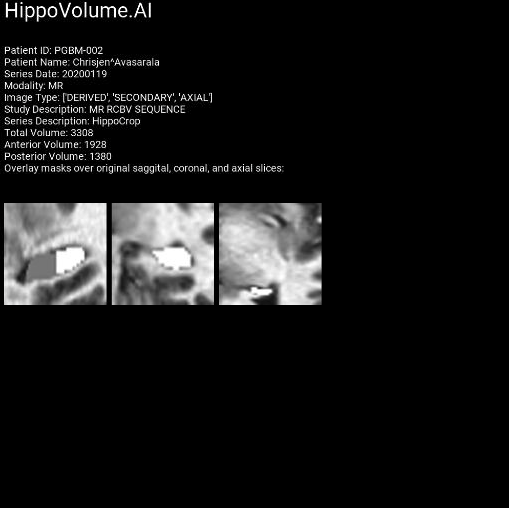 HippoVolume.AI
Patient ID: PGBM-002
Patient Name: Chrisjen^Avasarala
Series Date: 20200119
Modality: MR
Image Type: ['DERIVED', 'SECONDARY', 'AXIAL']
Study Description: MR RCBV SEQUENCE
Series Description: HippoCrop
Total Volume: 3308
Anterior Volume: 1928
Posterior Volume: 1380
Overlay masks over original saggital, coronal, and axial slices: